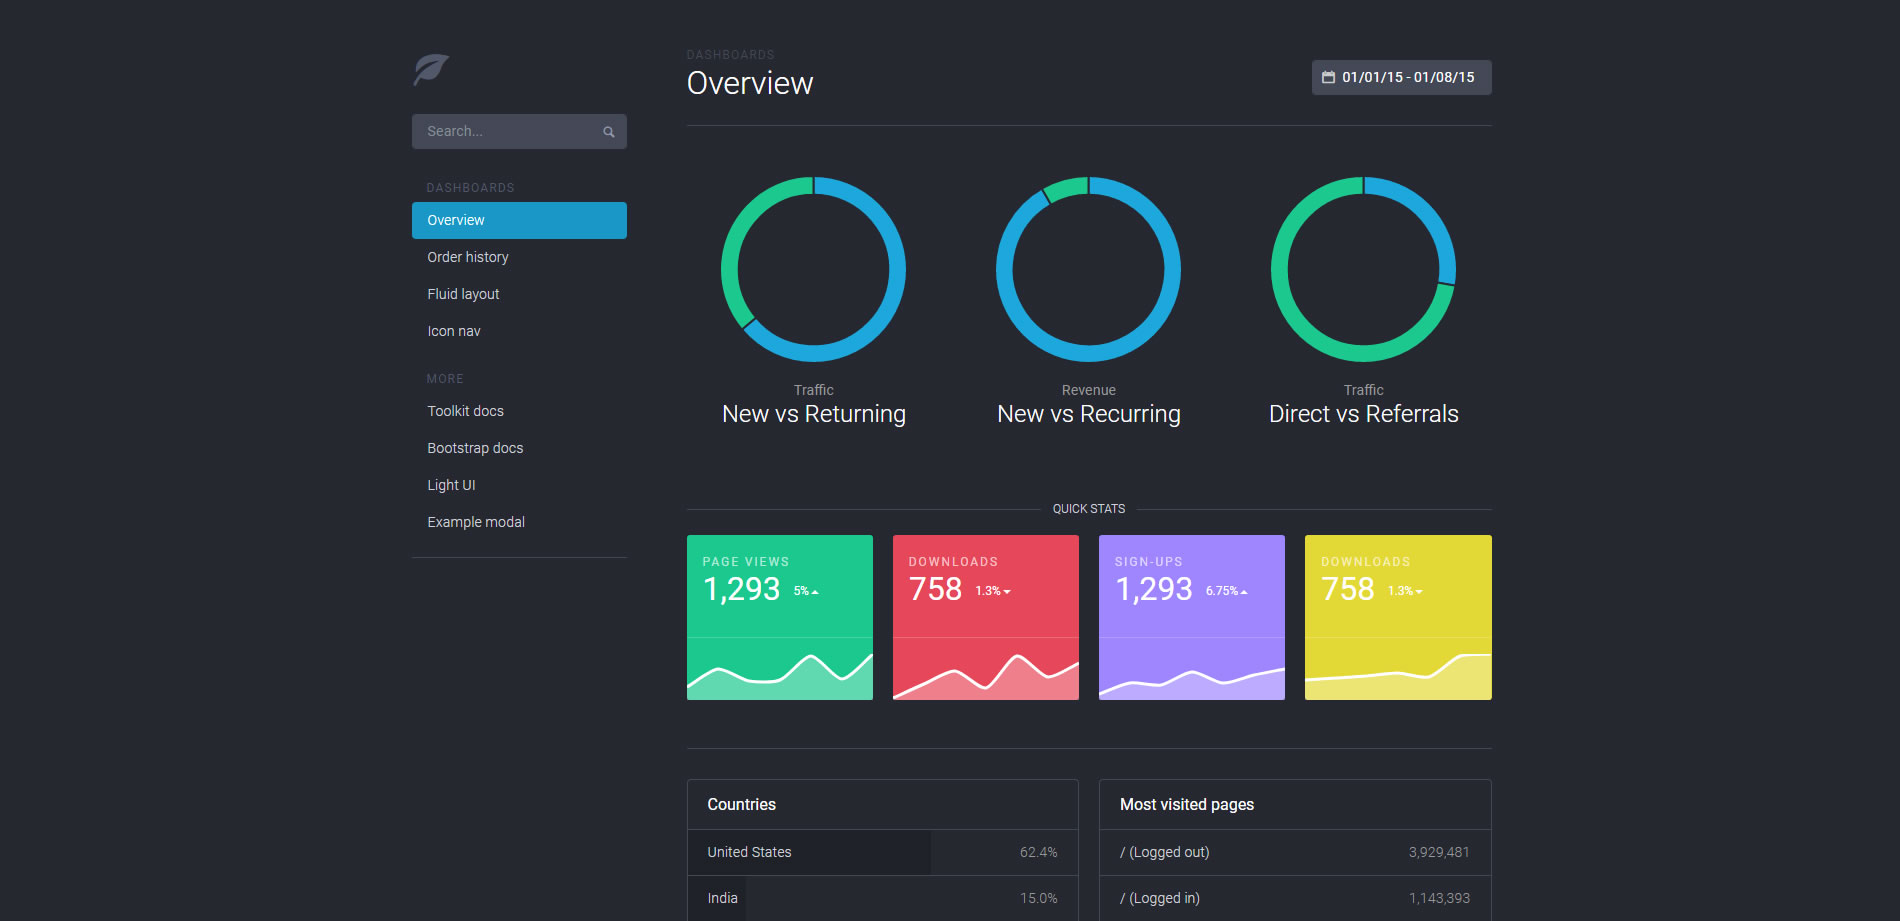 Search...
DASHBOARDS
Overview
Order history
Fluid layout
Icon nav
MORE
Toolkit docs
Bootstrap docs
Light UI
Example modal
DASHBOARDS
Overview
01/01/15 - 01/08/15
Traffic
New vs Returning
Revenue
New vs Recurring
Traffic
Direct vs Referrals
QUICK STATS
PAGE VIEWS
1,293 5%
DOWNLOADS
758 1.3%
SIGN-UPS
1,293 6.75%
DOWNLOADS
758 1.3%
Countries
United States 62.4%
India 15.0%
Most visited pages
/ (Logged out) 3,929,481
/ (Logged in) 1,143,393